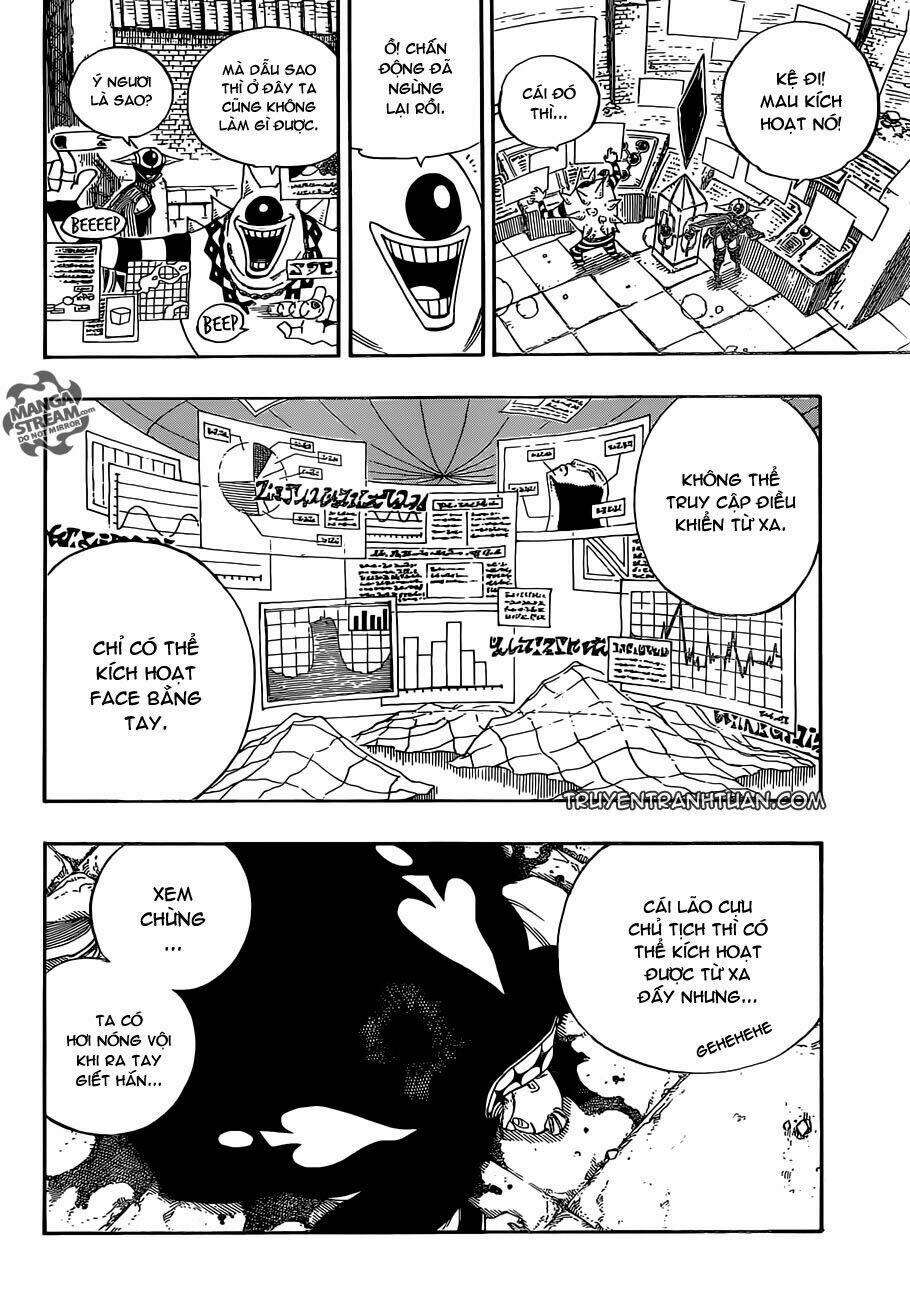 KỆ ĐI!
MAU KÍCH
HOẠT NÓ!
CÁI ĐÓ
THÌ...
Ồ! CHẤN
ĐỘNG ĐÃ
NGỪNG
LẠI RỒI.
MÀ DẪU SAO
THÌ Ở ĐÂY TA
CŨNG KHÔNG
LÀM GÌ ĐƯỢC.
Ý NGƯƠI
LÀ SAO?
BEEEEP
BEEP
MANGA
STREAM.com
DO NOT MIRROR!
KHÔNG THỂ
TRUY CẬP ĐIỀU
KHIỂN TỪ XA.
CHỈ CÓ THỂ
KÍCH HOẠT
FACE BẰNG
TAY.
TRUYENTRANHTUAN.COM
CÁI LÃO CỰU
CHỦ TỊCH THÌ CÓ
THỂ KÍCH HOẠT
ĐƯỢC TỪ XA
ĐẤY NHƯNG...
GEHEHEHE
XEM
CHỪNG
...
TA CÓ
HƠI NÓNG VỘI
KHI RA TAY
GIẾT HẮN...